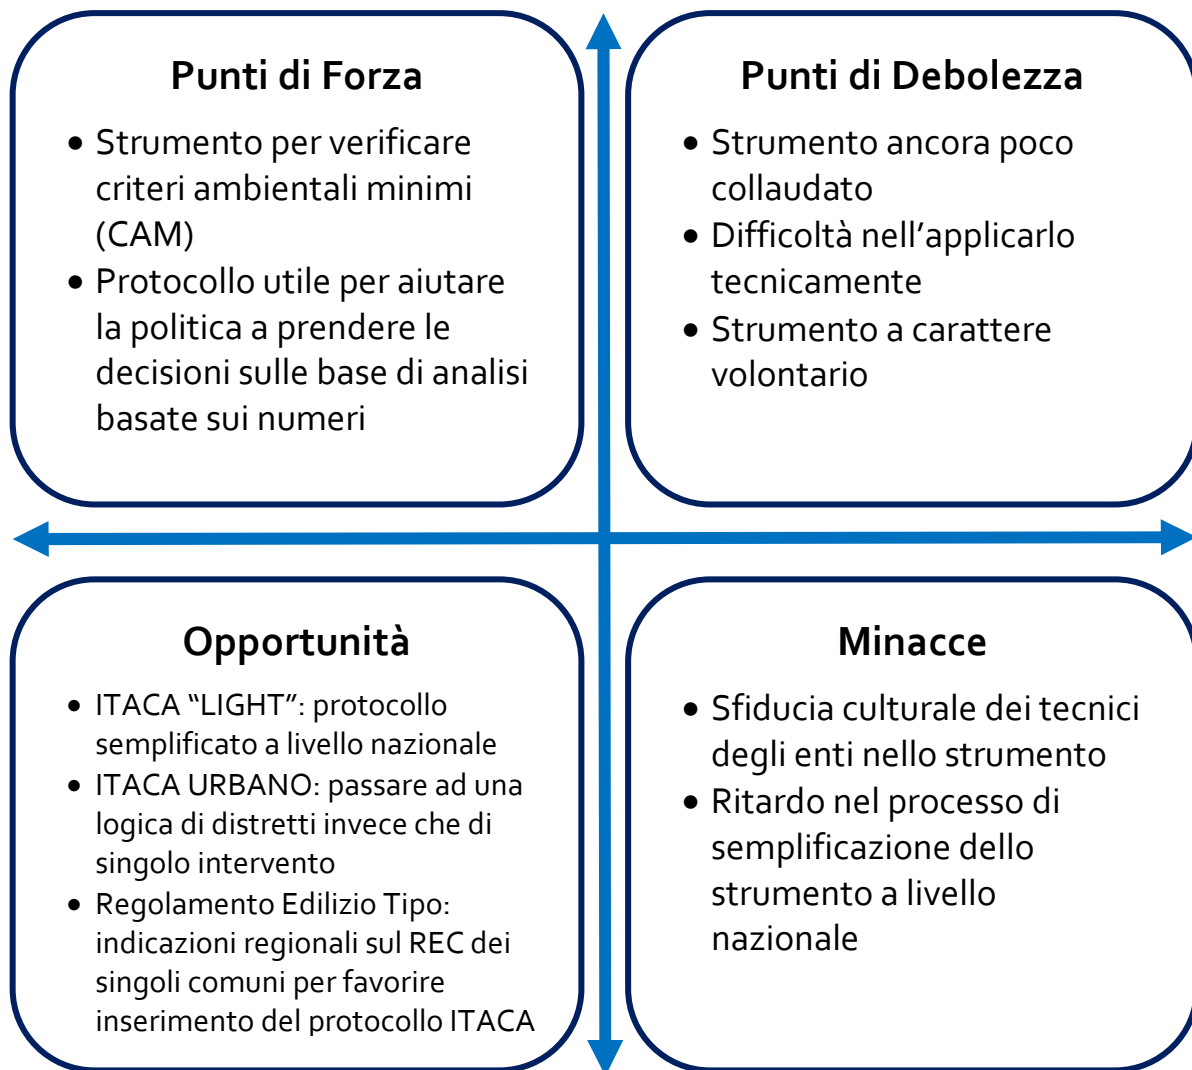 Punti di Forza
• Strumento per verificare
criteri ambientali minimi
(CAM)
• Protocollo utile per aiutare
la politica a prendere le
decisioni sulle base di analisi
basate sui numeri
Punti di Debolezza
• Strumento ancora poco
collaudato
• Difficoltà nell’applicarlo
tecnicamente
• Strumento a carattere
volontario
Opportunità
• ITACA “LIGHT”: protocollo
semplificato a livello nazionale
• ITACA URBANO: passare ad una
logica di distretti invece che di
singolo intervento
• Regolamento Edilizio Tipo:
indicazioni regionali sul REC dei
singoli comuni per favorire
inserimento del protocollo ITACA
Minacce
• Sfiducia culturale dei tecnici
degli enti nello strumento
• Ritardo nel processo di
semplificazione dello
strumento a livello
nazionale